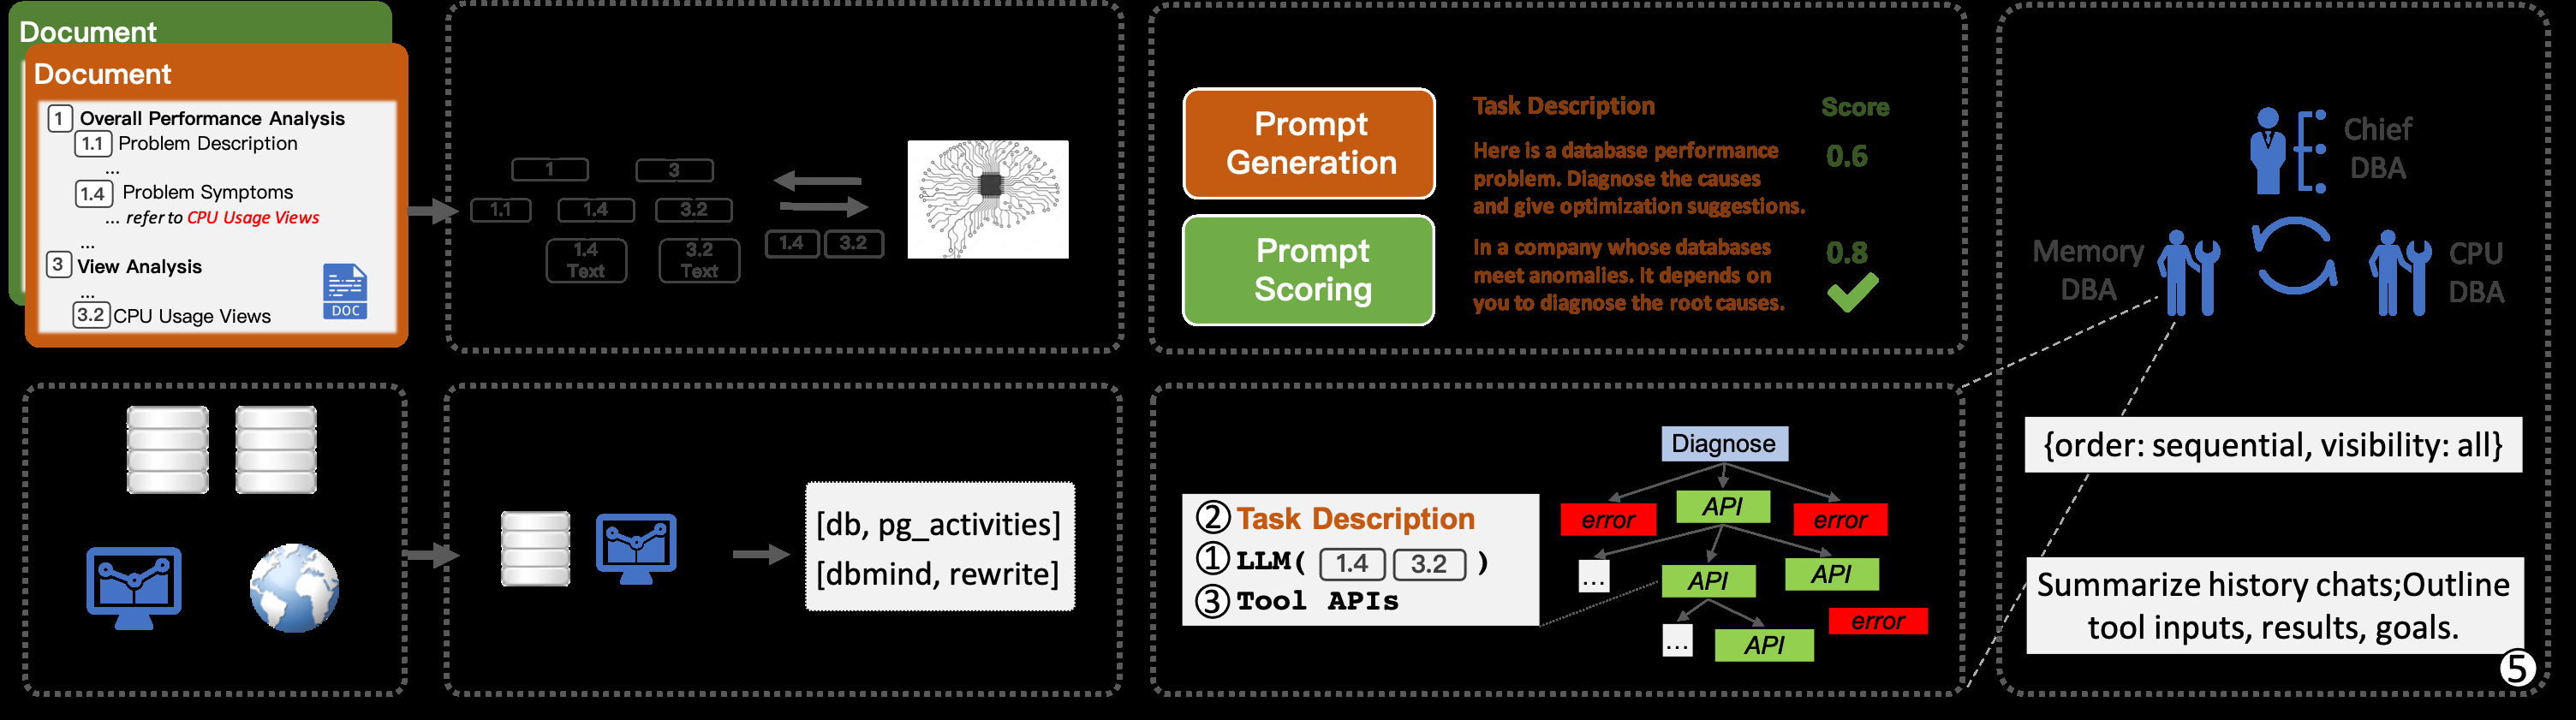 Document
Document
1 Overall Performance Analysis
1.1 Problem Description
...
1.4 Problem Symptoms
... refer to CPU Usage Views
...
3 View Analysis
...
3.2 CPU Usage Views
DOC
1 3
1.1 1.4 3.2
1.4 Text
3.2 Text
1.4 3.2
Prompt
Generation
Prompt
Scoring
Task Description
Score
Here is a database performance
problem. Diagnose the causes
and give optimization suggestions.
0.6
In a company whose databases
meet anomalies. It depends on
you to diagnose the root causes.
0.8
Chief
DBA
Memory
DBA
CPU
DBA
{order: sequential, visibility: all}
Summarize history chats;Outline
tool inputs, results, goals.
⑤
[db, pg_activities]
[dbmind, rewrite]
② Task Description
① LLM( 1.4 3.2 )
③ Tool APIs
Diagnose
error API error
... API API
error
... API